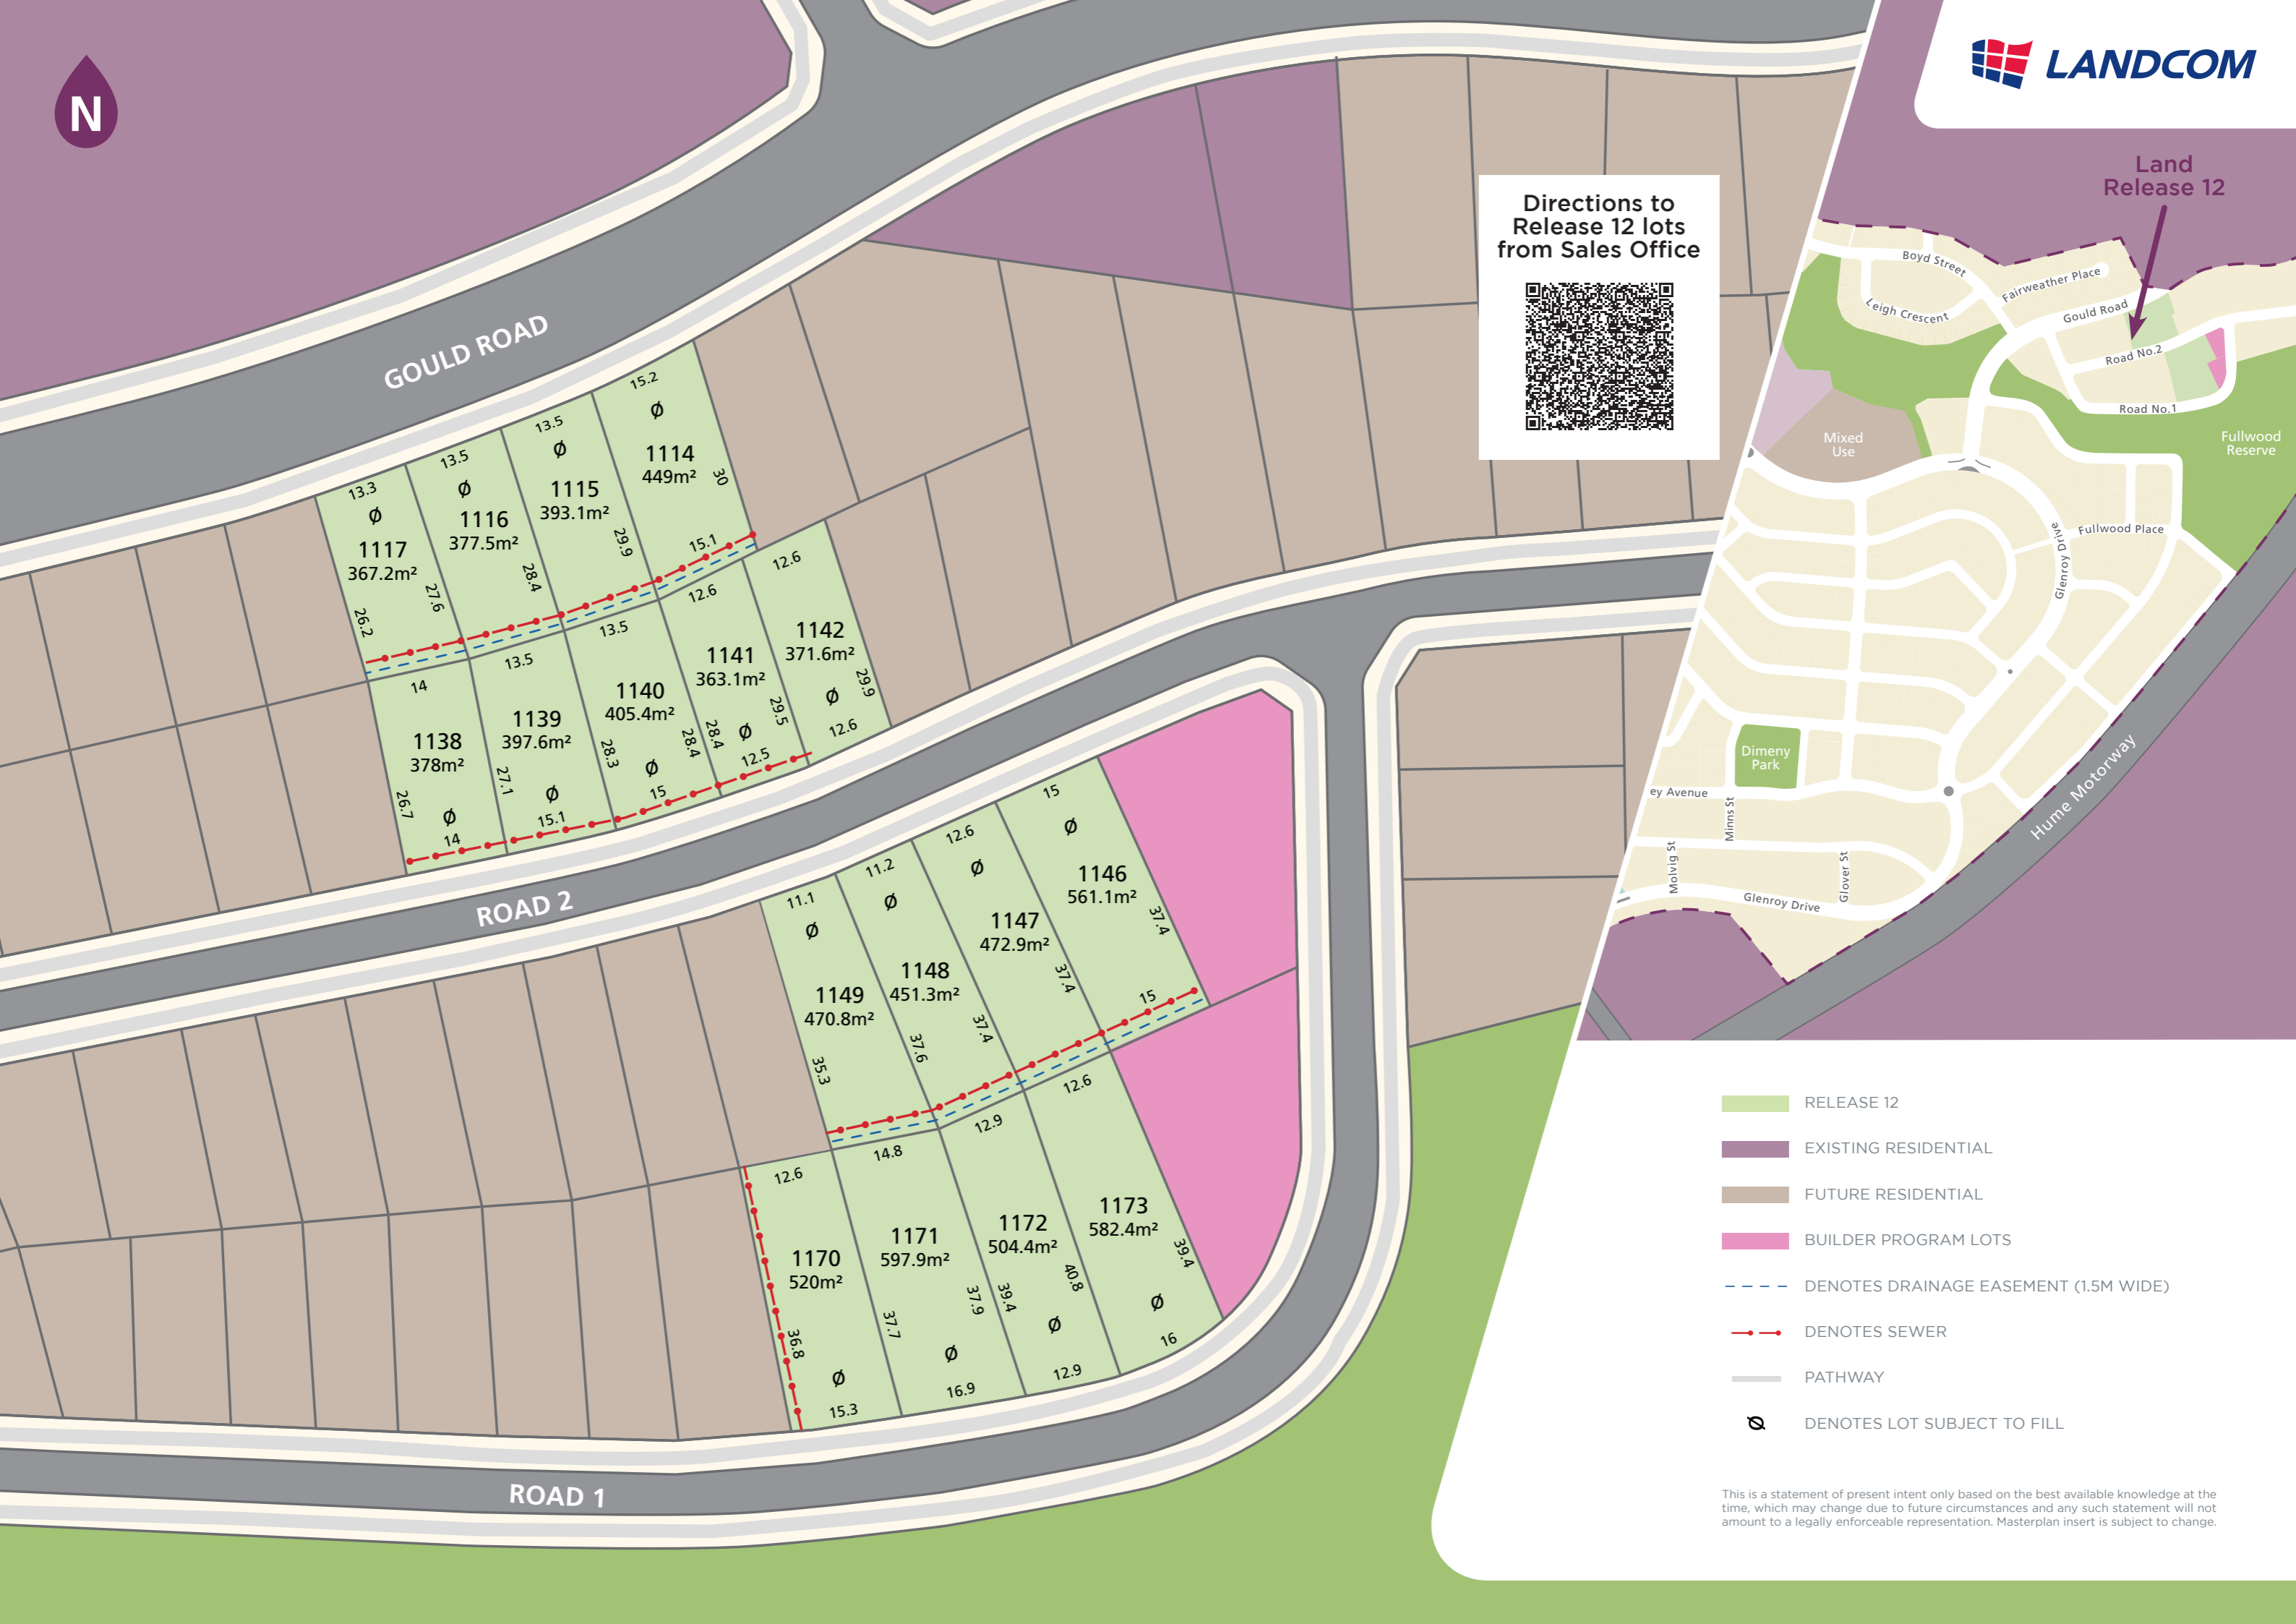 N
LANDCOM
Land
Release 12
Directions to
Release 12 lots
from Sales Office
GOULD ROAD
15.2
Ø
1114
449m²
30
15.1
13.5
Ø
1115
393.1m²
29.9
13.5
Ø
1116
377.5m²
28.4
13.3
Ø
1117
367.2m²
27.6
26.2
14
1138
378m²
26.7
Ø
14
13.5
1139
397.6m²
27.1
Ø
15.1
13.5
1140
405.4m²
28.3
28.4
Ø
15
12.6
1141
363.1m²
28.4
29.5
Ø
12.5
12.6
1142
371.6m²
29.9
Ø
12.6
ROAD 2
15
Ø
1146
561.1m²
37.4
15
12.6
Ø
1147
472.9m²
37.4
11.2
Ø
1148
451.3m²
37.4
11.1
Ø
1149
470.8m²
37.6
35.3
12.6
1170
520m²
36.8
Ø
15.3
14.8
1171
597.9m²
37.7
37.9
Ø
16.9
12.9
1172
504.4m²
39.4
40.8
Ø
12.9
12.6
1173
582.4m²
39.4
Ø
16
ROAD 1
Boyd Street
Fairweather Place
Leigh Crescent
Gould Road
Road No.2
Road No.1
Mixed
Use
Fullwood
Reserve
Fullwood Place
Glenroy Drive
Dimeny
Park
ey Avenue
Minns St
Molvig St
Glover St
Glenroy Drive
Hume Motorway
RELEASE 12
EXISTING RESIDENTIAL
FUTURE RESIDENTIAL
BUILDER PROGRAM LOTS
DENOTES DRAINAGE EASEMENT (1.5M WIDE)
DENOTES SEWER
PATHWAY
Ø DENOTES LOT SUBJECT TO FILL
This is a statement of present intent only based on the best available knowledge at the
time, which may change due to future circumstances and any such statement will not
amount to a legally enforceable representation. Masterplan insert is subject to change.